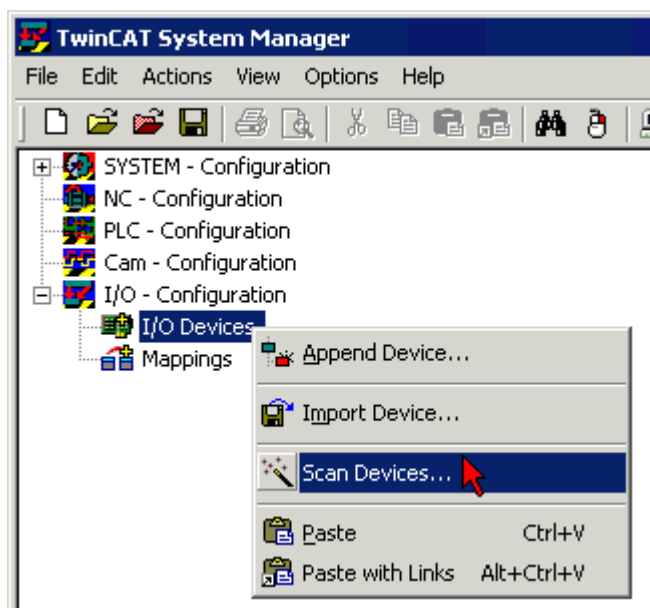 TwinCAT System Manager
File Edit Actions View Options Help
SYSTEM - Configuration
NC - Configuration
PLC - Configuration
Cam - Configuration
I/O - Configuration
I/O Devices
Mappings
Append Device...
Import Device...
Scan Devices...
Paste Ctrl+V
Paste with Links Alt+Ctrl+V